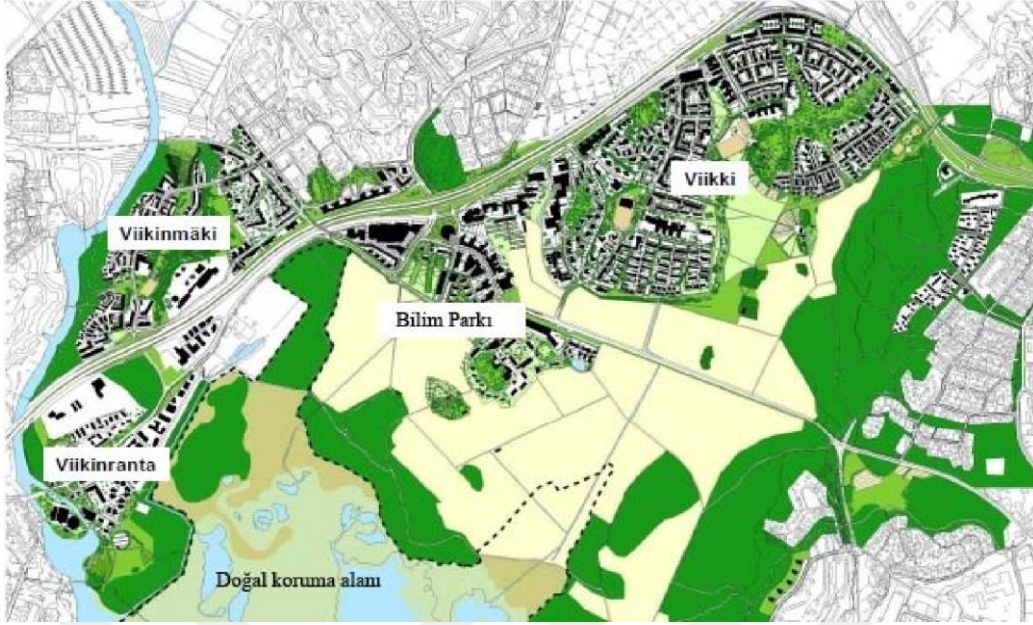 Viikki
Viikinmäki
Bilim Parkı
Viikinranta
Doğal koruma alanı